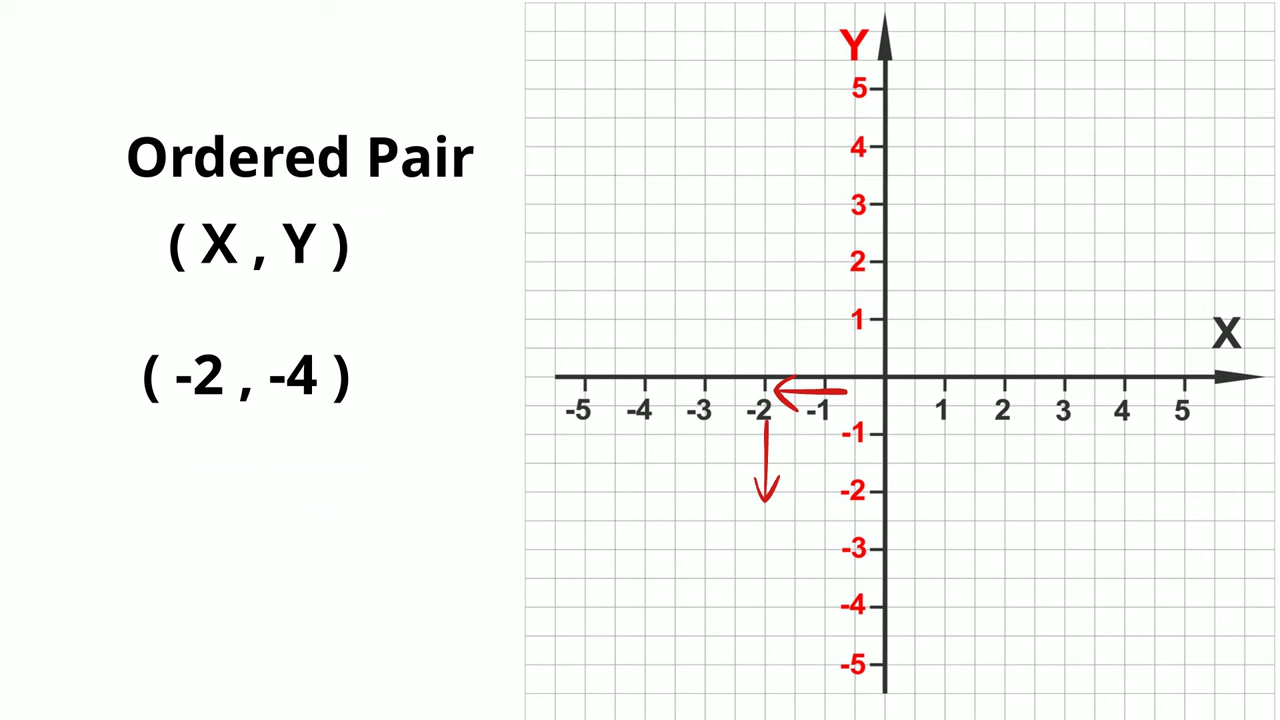 Ordered Pair
( X , Y )
( -2 , -4 )
Y
5
4
3
2
1
X
-5 -4 -3 -2 -1 1 2 3 4 5
-1
-2
-3
-4
-5